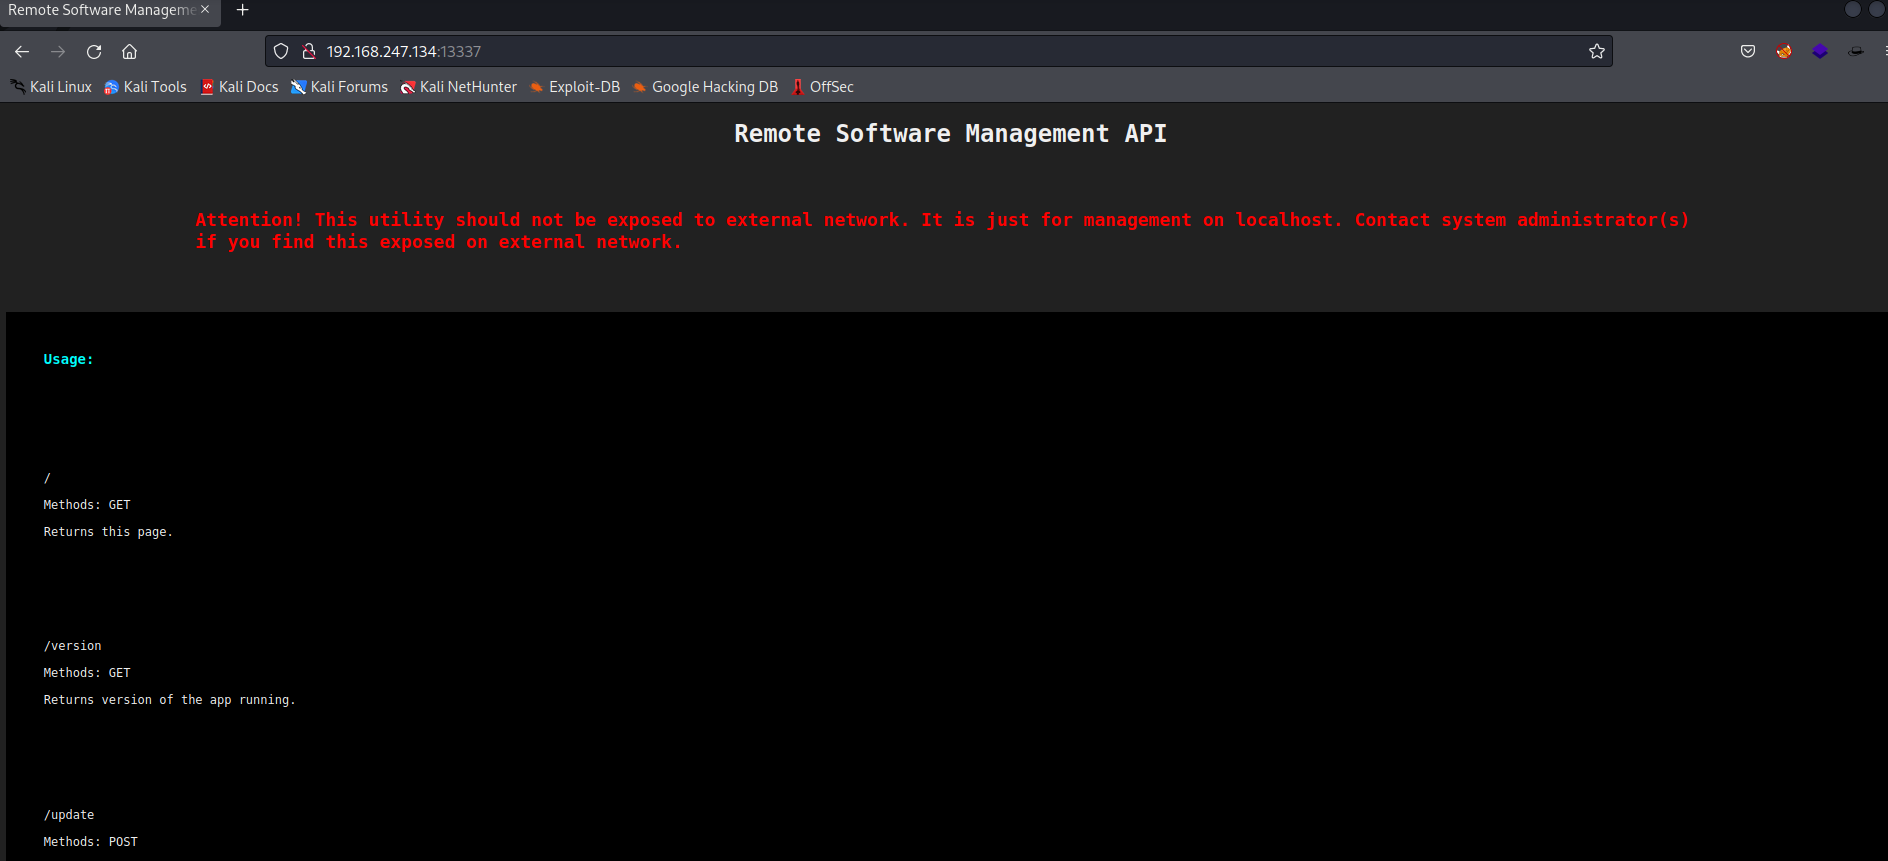 Remote Software Manageme
192.168.247.134:13337
Kali Linux Kali Tools Kali Docs Kali Forums Kali NetHunter Exploit-DB Google Hacking DB OffSec
Remote Software Management API
Attention! This utility should not be exposed to external network. It is just for management on localhost. Contact system administrator(s)
if you find this exposed on external network.
Usage:
/
Methods: GET
Returns this page.
/version
Methods: GET
Returns version of the app running.
/update
Methods: POST